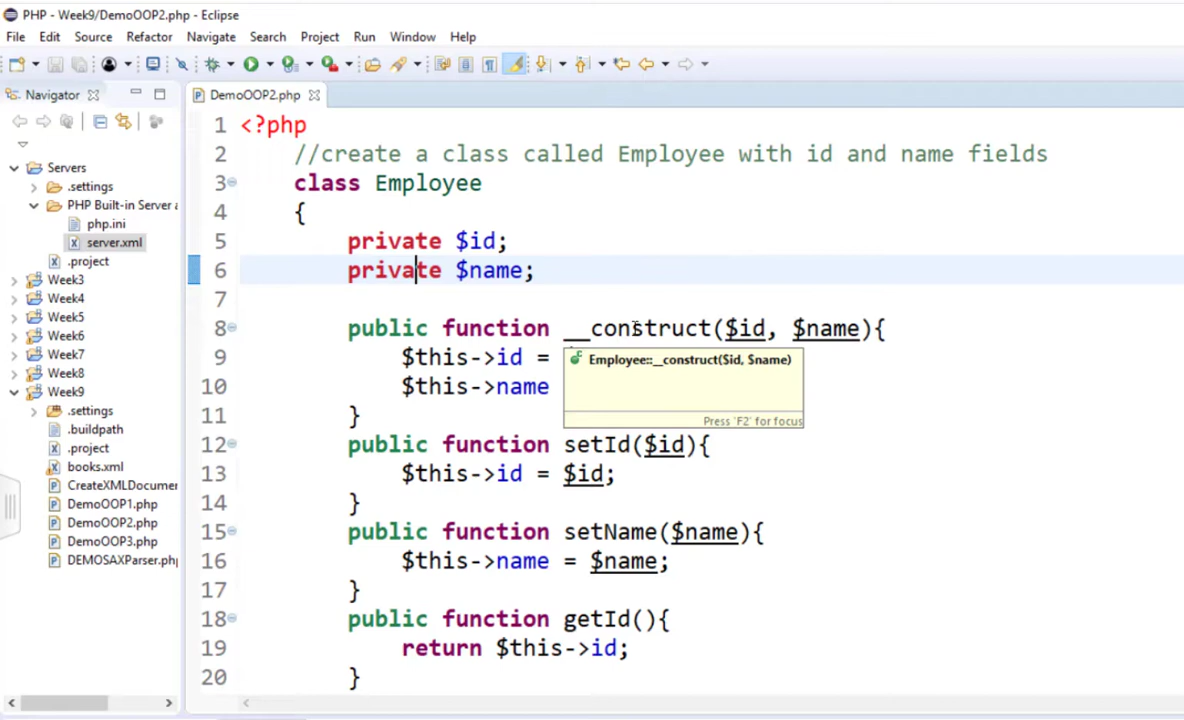 PHP - Week9/DemoOOP2.php - Eclipse
File Edit Source Refactor Navigate Search Project Run Window Help
Navigator
DemoOOP2.php
Servers
.settings
PHP Built-in Server a
php.ini
server.xml
.project
Week3
Week4
Week5
Week6
Week7
Week8
Week9
.settings
.buildpath
.project
books.xml
CreateXMLDocumer
DemoOOP1.php
DemoOOP2.php
DemoOOP3.php
DEMOSAXParser.php
1 <?php
2 //create a class called Employee with id and name fields
3 class Employee
4 {
5 private $id;
6 private $name;
7
8 public function __construct($id, $name){
9 $this->id =
10 $this->name
11 }
12 public function setId($id){
13 $this->id = $id;
14 }
15 public function setName($name){
16 $this->name = $name;
17 }
18 public function getId(){
19 return $this->id;
20 }
Employee::__construct($id, $name)
Press 'F2' for focus